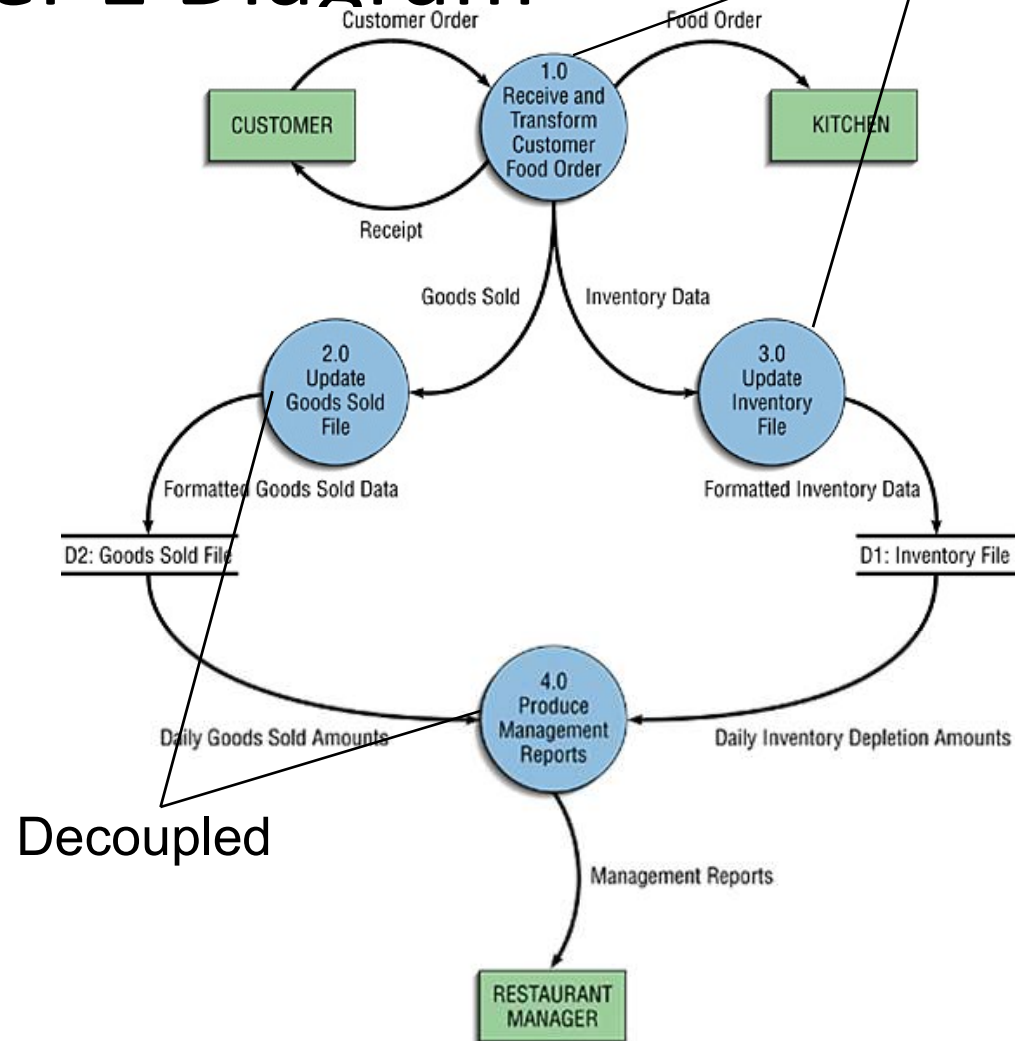 Customer Order
Food Order
1.0
Receive and
Transform
Customer
Food Order
CUSTOMER
KITCHEN
Receipt
Goods Sold
Inventory Data
2.0
Update
Goods Sold
File
3.0
Update
Inventory
File
Formatted Goods Sold Data
Formatted Inventory Data
D2: Goods Sold File
D1: Inventory File
4.0
Produce
Management
Reports
Daily Goods Sold Amounts
Daily Inventory Depletion Amounts
Decoupled
Management Reports
RESTAURANT
MANAGER